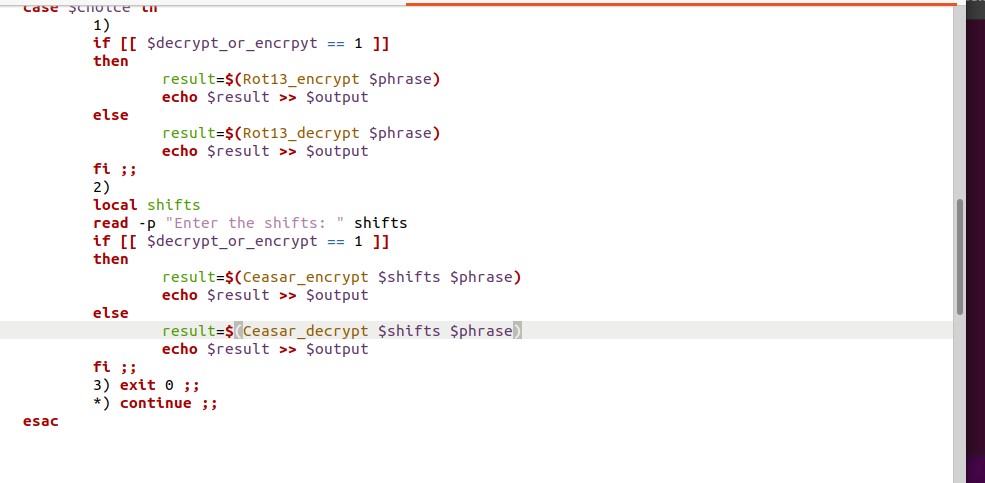 case $choice in
1)
if [[ $decrypt_or_encrpyt == 1 ]]
then
result=$(Rot13_encrypt $phrase)
echo $result >> $output
else
result=$(Rot13_decrypt $phrase)
echo $result >> $output
fi ;;
2)
local shifts
read -p "Enter the shifts: " shifts
if [[ $decrypt_or_encrypt == 1 ]]
then
result=$(Ceasar_encrypt $shifts $phrase)
echo $result >> $output
else
result=$(Ceasar_decrypt $shifts $phrase)
echo $result >> $output
fi ;;
3) exit 0 ;;
*) continue ;;
esac